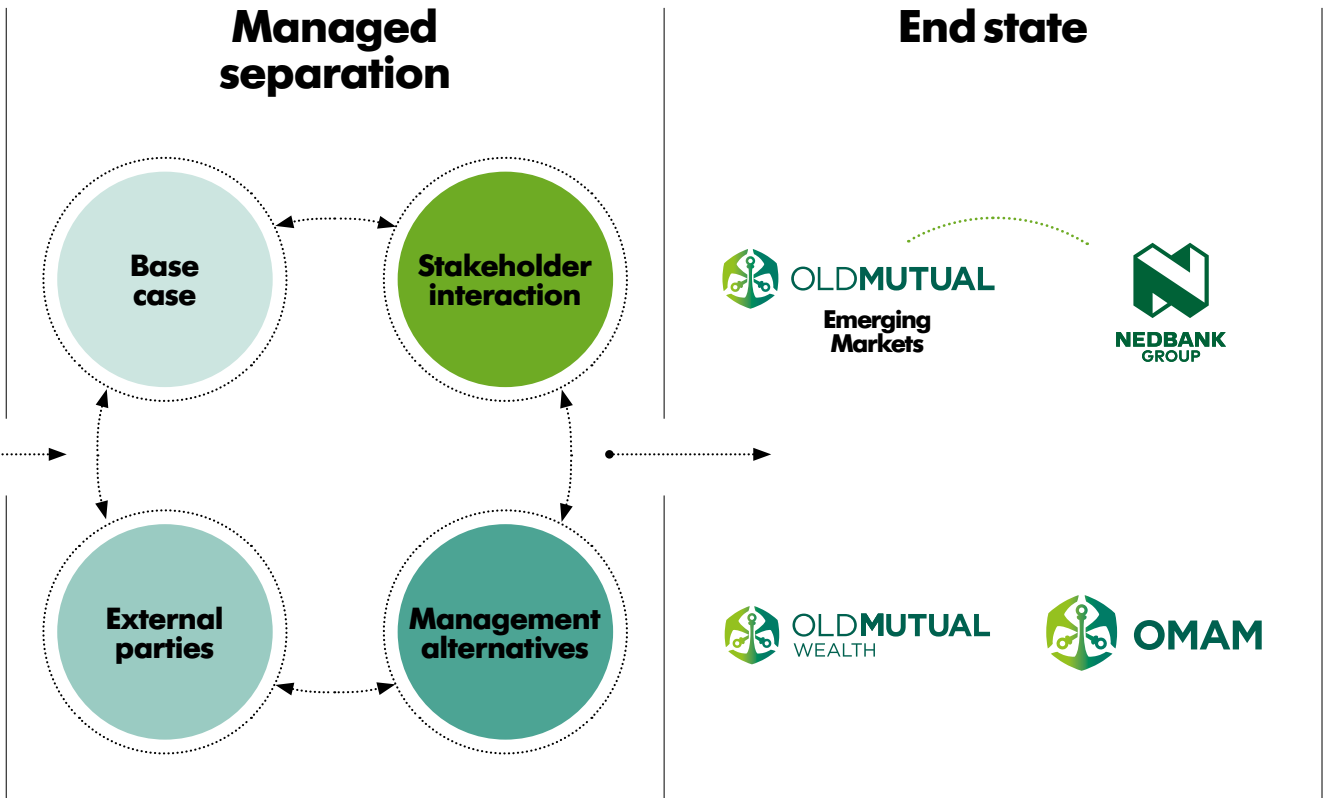 Managed
separation
End state
Base
case
Stakeholder
interaction
External
parties
Management
alternatives
OLDMUTUAL
Emerging
Markets
NEDBANK
GROUP
OLDMUTUAL
WEALTH
OMAM